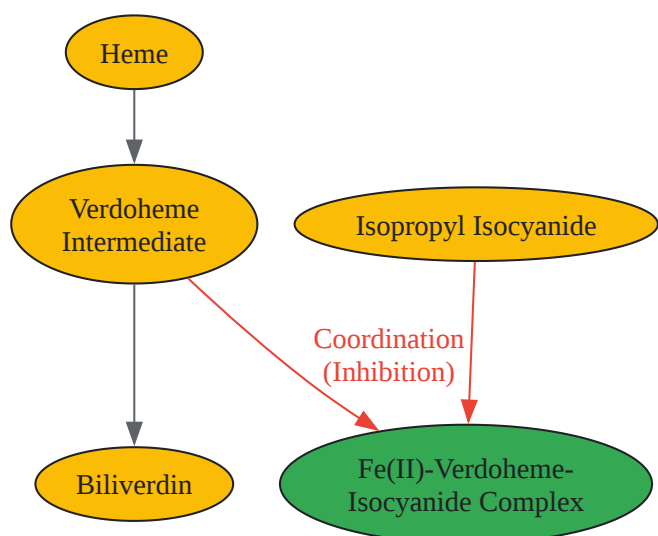 Heme
Verdoheme
Intermediate
Isopropyl Isocyanide
Coordination
(Inhibition)
Biliverdin
Fe(II)-Verdoheme-
Isocyanide Complex